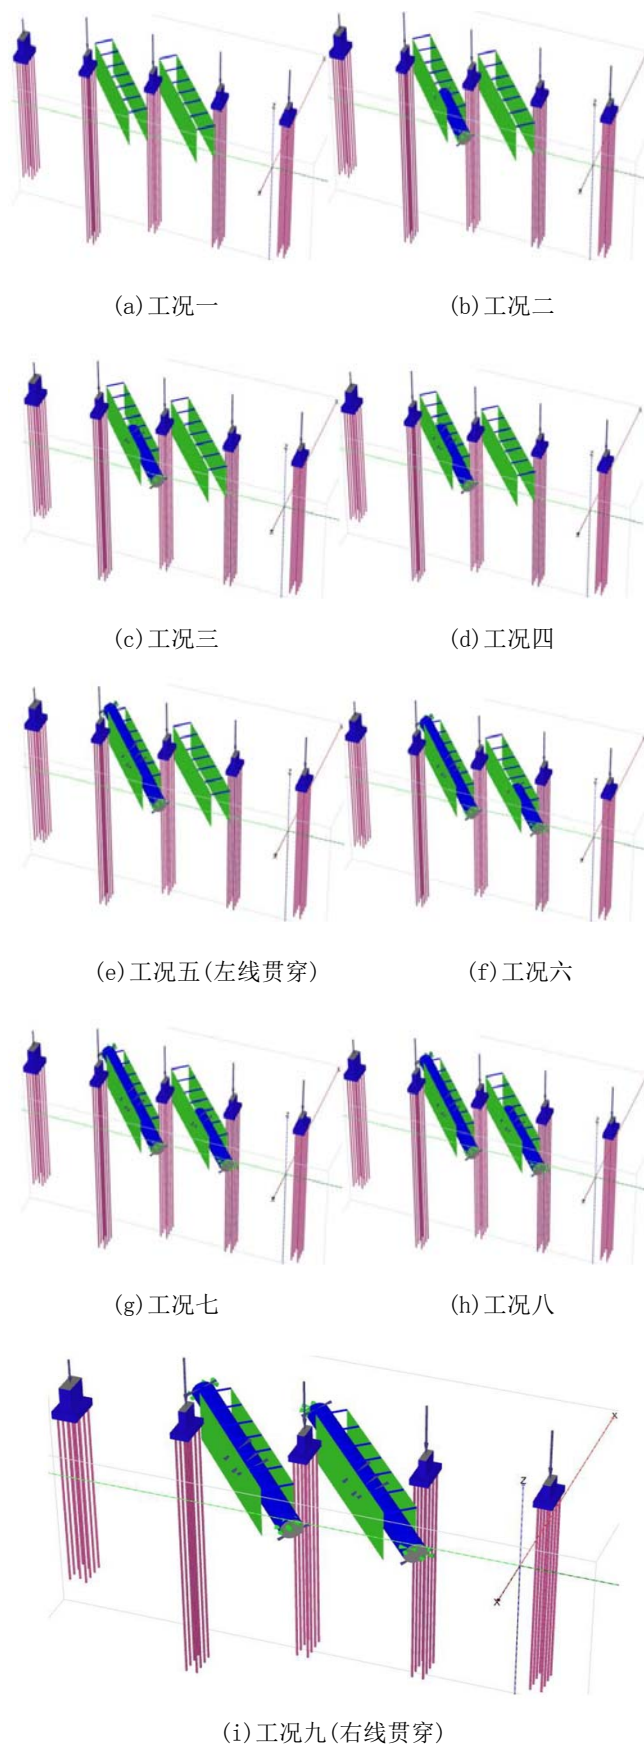 (a)工况一
(b)工况二
(c)工况三
(d)工况四
(e)工况五(左线贯穿)
(f)工况六
(g)工况七
(h)工况八
z
x
x
(i)工况九(右线贯穿)